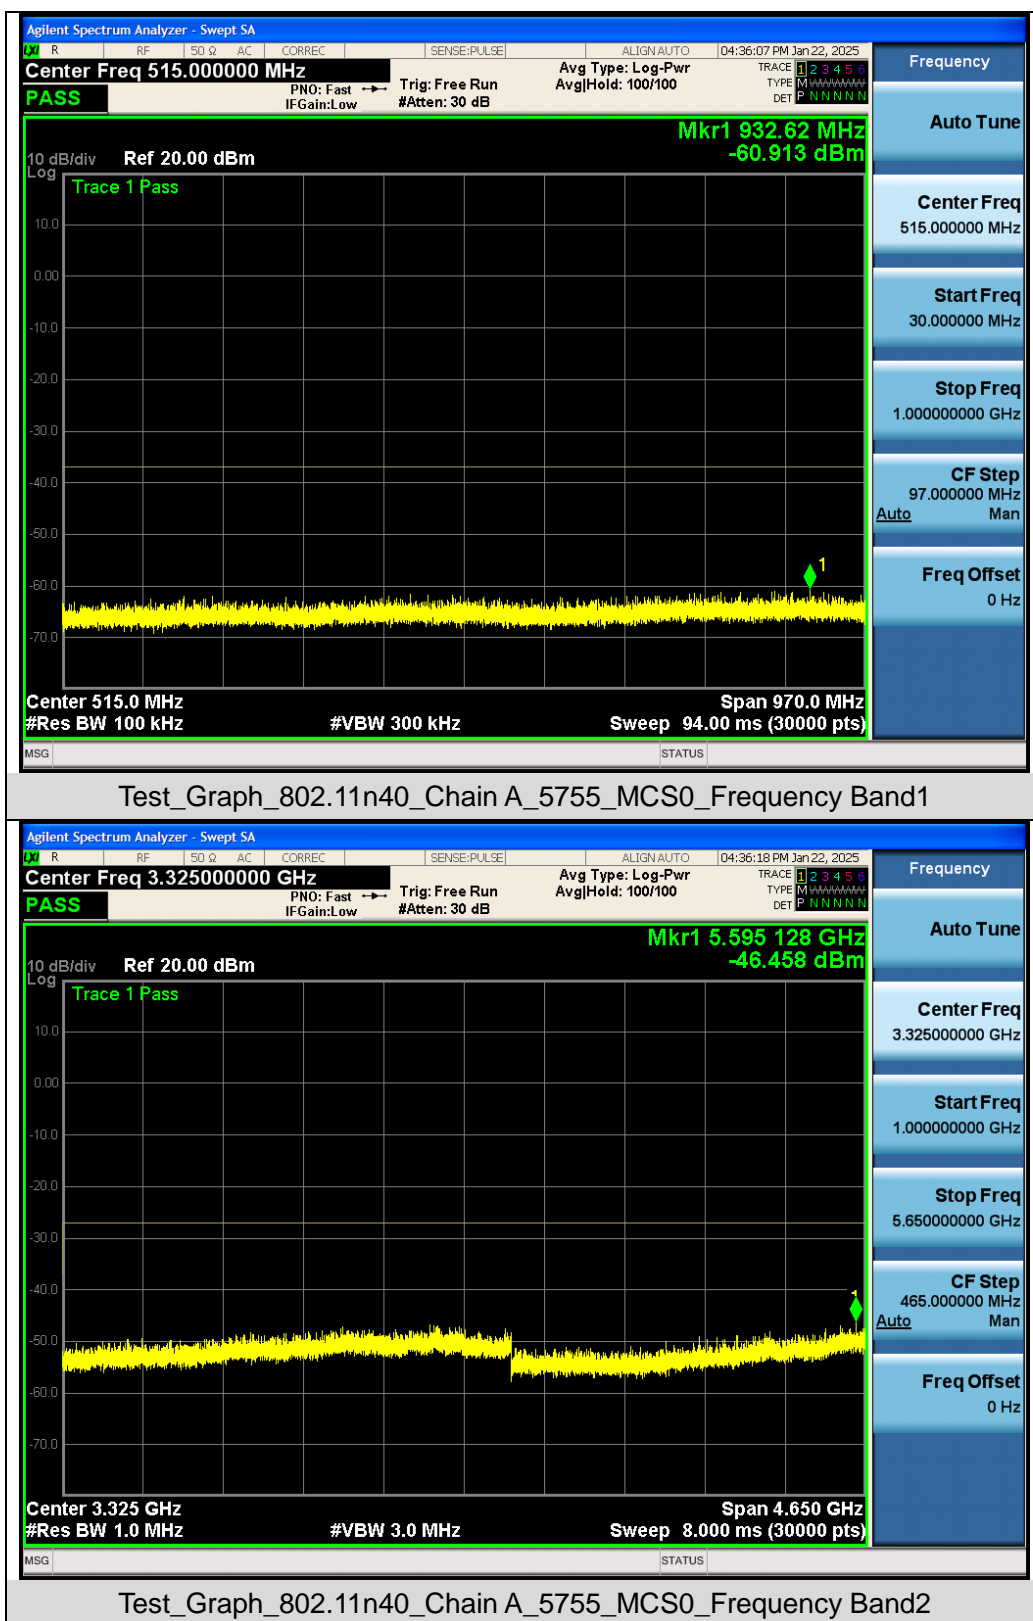 Agilent Spectrum Analyzer - Swept SA
LXI R RF 50 Ω AC CORREC SENSE:PULSE ALIGN AUTO 04:36:07 PM Jan 22, 2025
Center Freq 515.000000 MHz
PASS
PNO: Fast
IFGain:Low
Trig: Free Run
#Atten: 30 dB
Avg Type: Log-Pwr
Avg|Hold: 100/100
TRACE 1 2 3 4 5 6
TYPE M
DET P N N N N N
Mkr1 932.62 MHz
-60.913 dBm
10 dB/div Ref 20.00 dBm
Log
Trace 1 Pass
10.0
0.00
-10.0
-20.0
-30.0
-40.0
-50.0
1
-60.0
-70.0
Center 515.0 MHz Span 970.0 MHz
#Res BW 100 kHz #VBW 300 kHz Sweep 94.00 ms (30000 pts)
MSG STATUS
Frequency
Auto Tune
Center Freq
515.000000 MHz
Start Freq
30.000000 MHz
Stop Freq
1.000000000 GHz
CF Step
97.000000 MHz
Auto Man
Freq Offset
0 Hz
Test_Graph_802.11n40_Chain A_5755_MCS0_Frequency Band1
Agilent Spectrum Analyzer - Swept SA
LXI R RF 50 Ω AC CORREC SENSE:PULSE ALIGN AUTO 04:36:18 PM Jan 22, 2025
Center Freq 3.325000000 GHz
PASS
PNO: Fast
IFGain:Low
Trig: Free Run
#Atten: 30 dB
Avg Type: Log-Pwr
Avg|Hold: 100/100
TRACE 1 2 3 4 5 6
TYPE M
DET P N N N N N
Mkr1 5.595 128 GHz
-46.458 dBm
10 dB/div Ref 20.00 dBm
Log
Trace 1 Pass
10.0
0.00
-10.0
-20.0
-30.0
-40.0
1
-50.0
-60.0
-70.0
Center 3.325 GHz Span 4.650 GHz
#Res BW 1.0 MHz #VBW 3.0 MHz Sweep 8.000 ms (30000 pts)
MSG STATUS
Frequency
Auto Tune
Center Freq
3.325000000 GHz
Start Freq
1.000000000 GHz
Stop Freq
5.650000000 GHz
CF Step
465.000000 MHz
Auto Man
Freq Offset
0 Hz
Test_Graph_802.11n40_Chain A_5755_MCS0_Frequency Band2